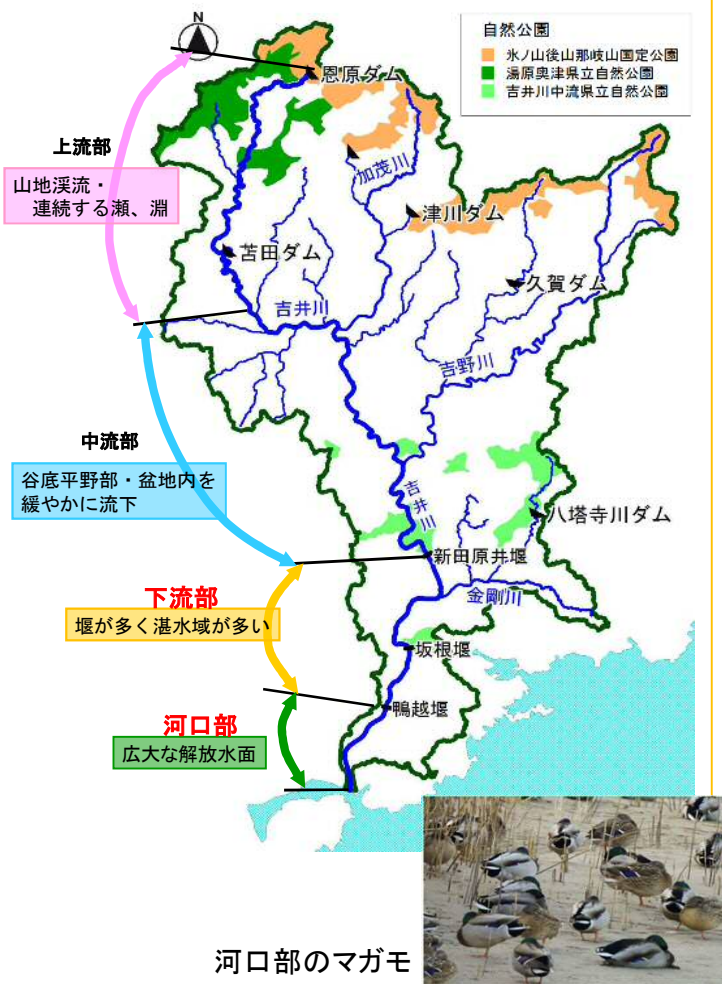 N
自然公園
氷ノ山後山那岐山国定公園
湯原奥津県立自然公園
吉井川中流県立自然公園
恩原ダム
上流部
山地渓流・
連続する瀬、淵
加茂川
津川ダム
苫田ダム
久賀ダム
吉井川
吉野川
中流部
谷底平野部・盆地内を
緩やかに流下
吉井川
八塔寺川ダム
新田原井堰
下流部
堰が多く湛水域が多い
金剛川
坂根堰
鴨越堰
河口部
広大な解放水面
河口部のマガモ